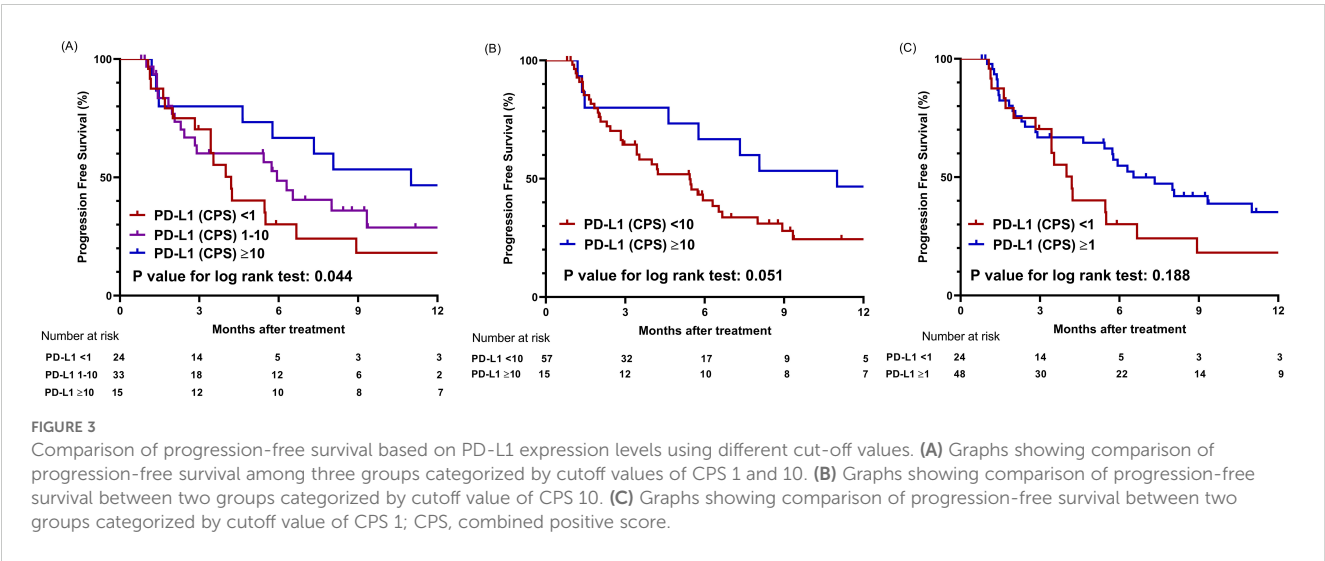 (A)
100
50
0
Progression Free Survival (%)
PD-L1 (CPS) <1
PD-L1 (CPS) 1-10
PD-L1 (CPS) ≥10
P value for log rank test: 0.044
0 3 6 9 12
Months after treatment
Number at risk
PD-L1 <1 24 14 5 3 3
PD-L1 1-10 33 18 12 6 2
PD-L1 ≥10 15 12 10 8 7
(B)
100
50
0
Progression Free Survival (%)
PD-L1 (CPS) <10
PD-L1 (CPS) ≥10
P value for log rank test: 0.051
0 3 6 9 12
Months after treatment
Number at risk
PD-L1 <10 57 32 17 9 5
PD-L1 ≥10 15 12 10 8 7
(C)
100
50
0
Progression Free Survival (%)
PD-L1 (CPS) <1
PD-L1 (CPS) ≥1
P value for log rank test: 0.188
0 3 6 9 12
Months after treatment
Number at risk
PD-L1 <1 24 14 5 3 3
PD-L1 ≥1 48 30 22 14 9
FIGURE 3
Comparison of progression-free survival based on PD-L1 expression levels using different cut-off values. (A) Graphs showing comparison of
progression-free survival among three groups categorized by cutoff values of CPS 1 and 10. (B) Graphs showing comparison of progression-free
survival between two groups categorized by cutoff value of CPS 10. (C) Graphs showing comparison of progression-free survival between two
groups categorized by cutoff value of CPS 1; CPS, combined positive score.